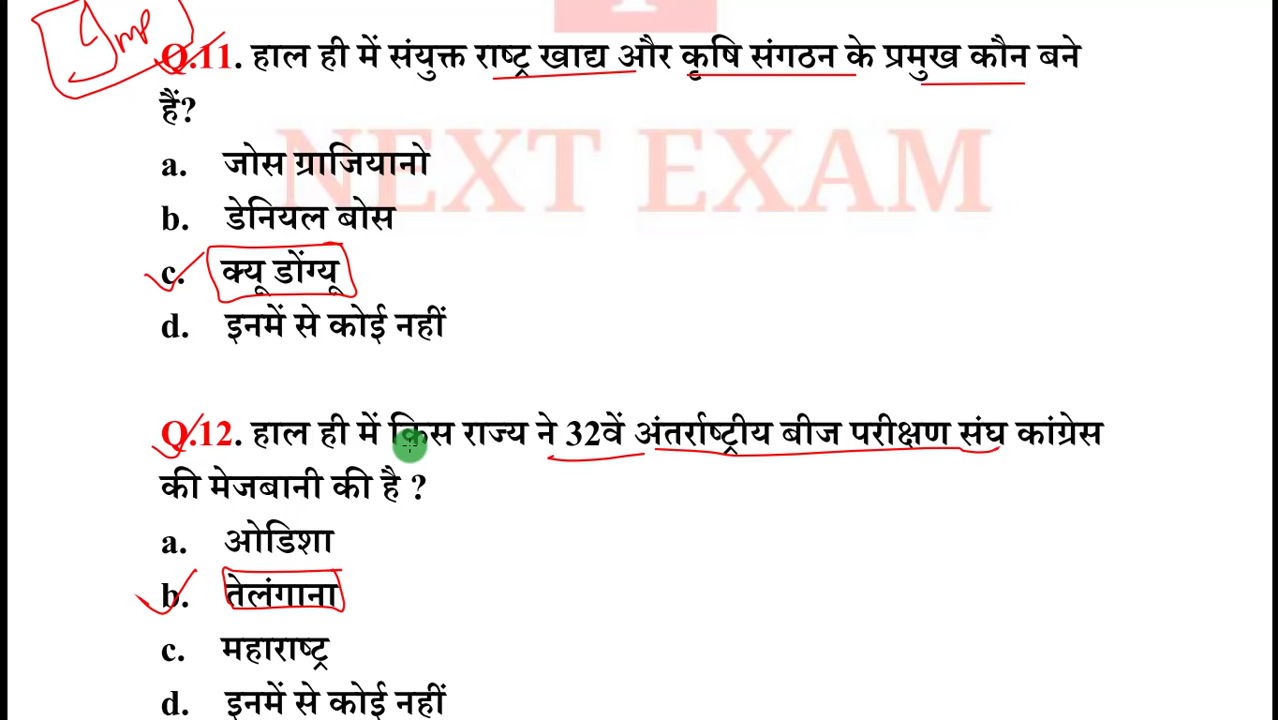 Imp
Q.11. हाल ही में संयुक्त राष्ट्र खाद्य और कृषि संगठन के प्रमुख कौन बने
हैं?
NEXT EXAM
a. जोस ग्राजियानो
b. डेनियल बोस
c. क्यू डोंग्यू
d. इनमें से कोई नहीं
Q.12. हाल ही में किस राज्य ने 32वें अंतर्राष्ट्रीय बीज परीक्षण संघ कांग्रेस
की मेजबानी की है ?
a. ओडिशा
b. तेलंगाना
c. महाराष्ट्र
d. इनमें से कोई नहीं